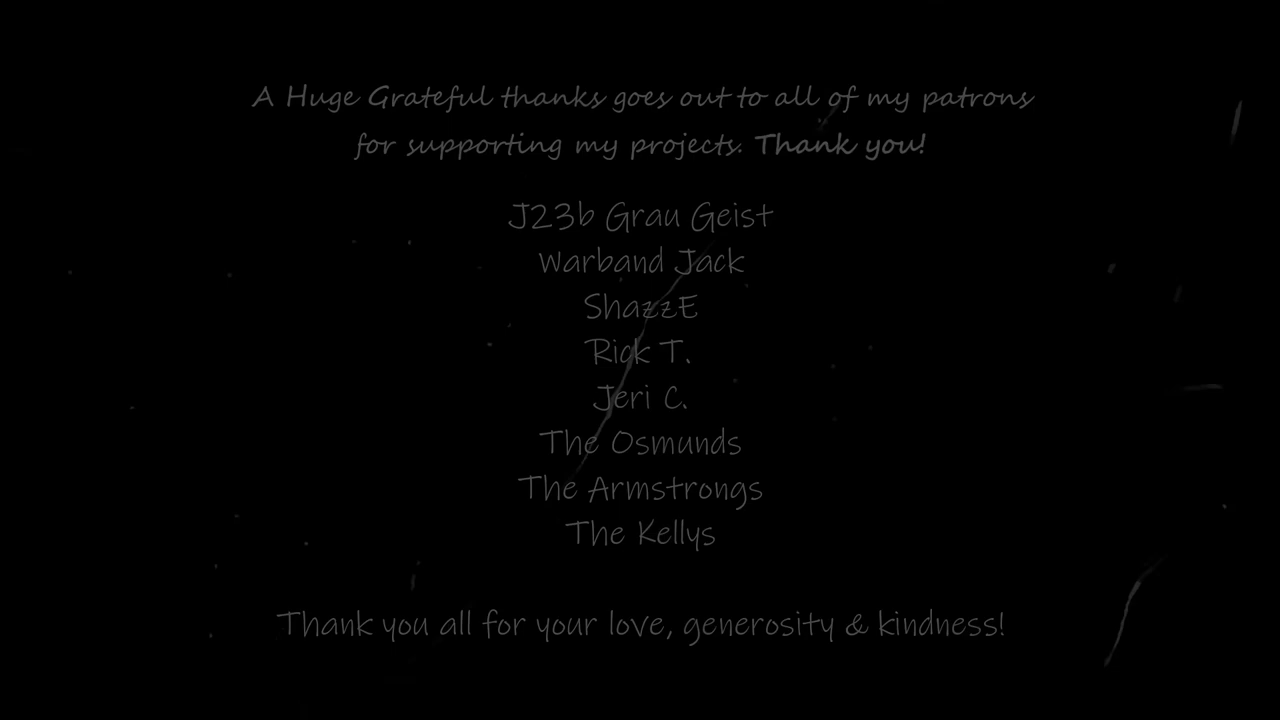 A Huge Grateful thanks goes out to all of my patrons
for supporting my projects. Thank you!
J23b Grau Geist
Warband Jack
ShazzE
Rick T.
Jeri C.
The Osmunds
The Armstrongs
The Kellys
Thank you all for your love, generosity & kindness!